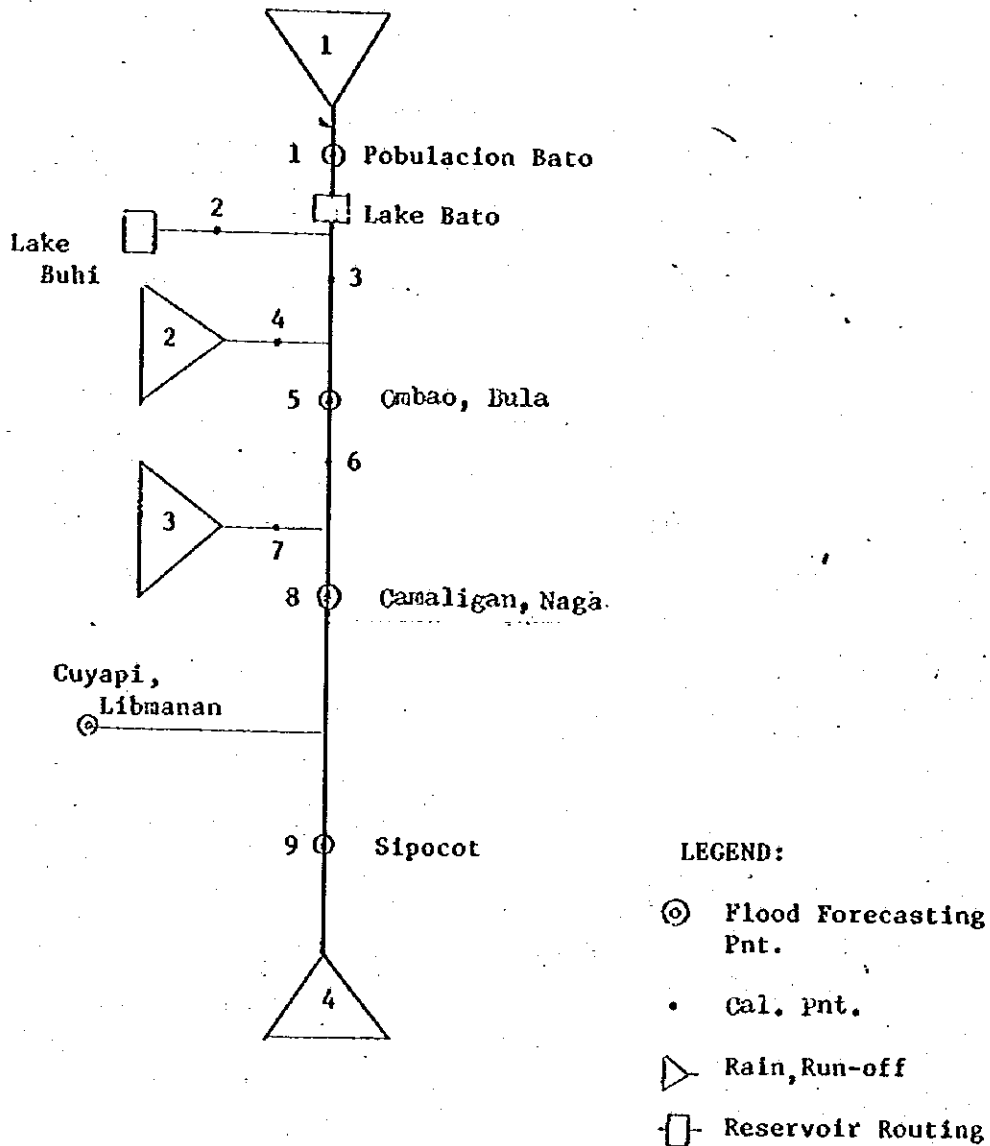 1
1 Pobulacion Bato
Lake Bato
2
Lake
Buhi
3
2
4
5 Ombao, Bula
6
3
7
8 Camaligan, Naga
Cuyapi,
Libmanan
9 Sipocot
4
LEGEND:
Flood Forecasting
Pnt.
Cal. pnt.
Rain,Run-off
Reservoir Routing